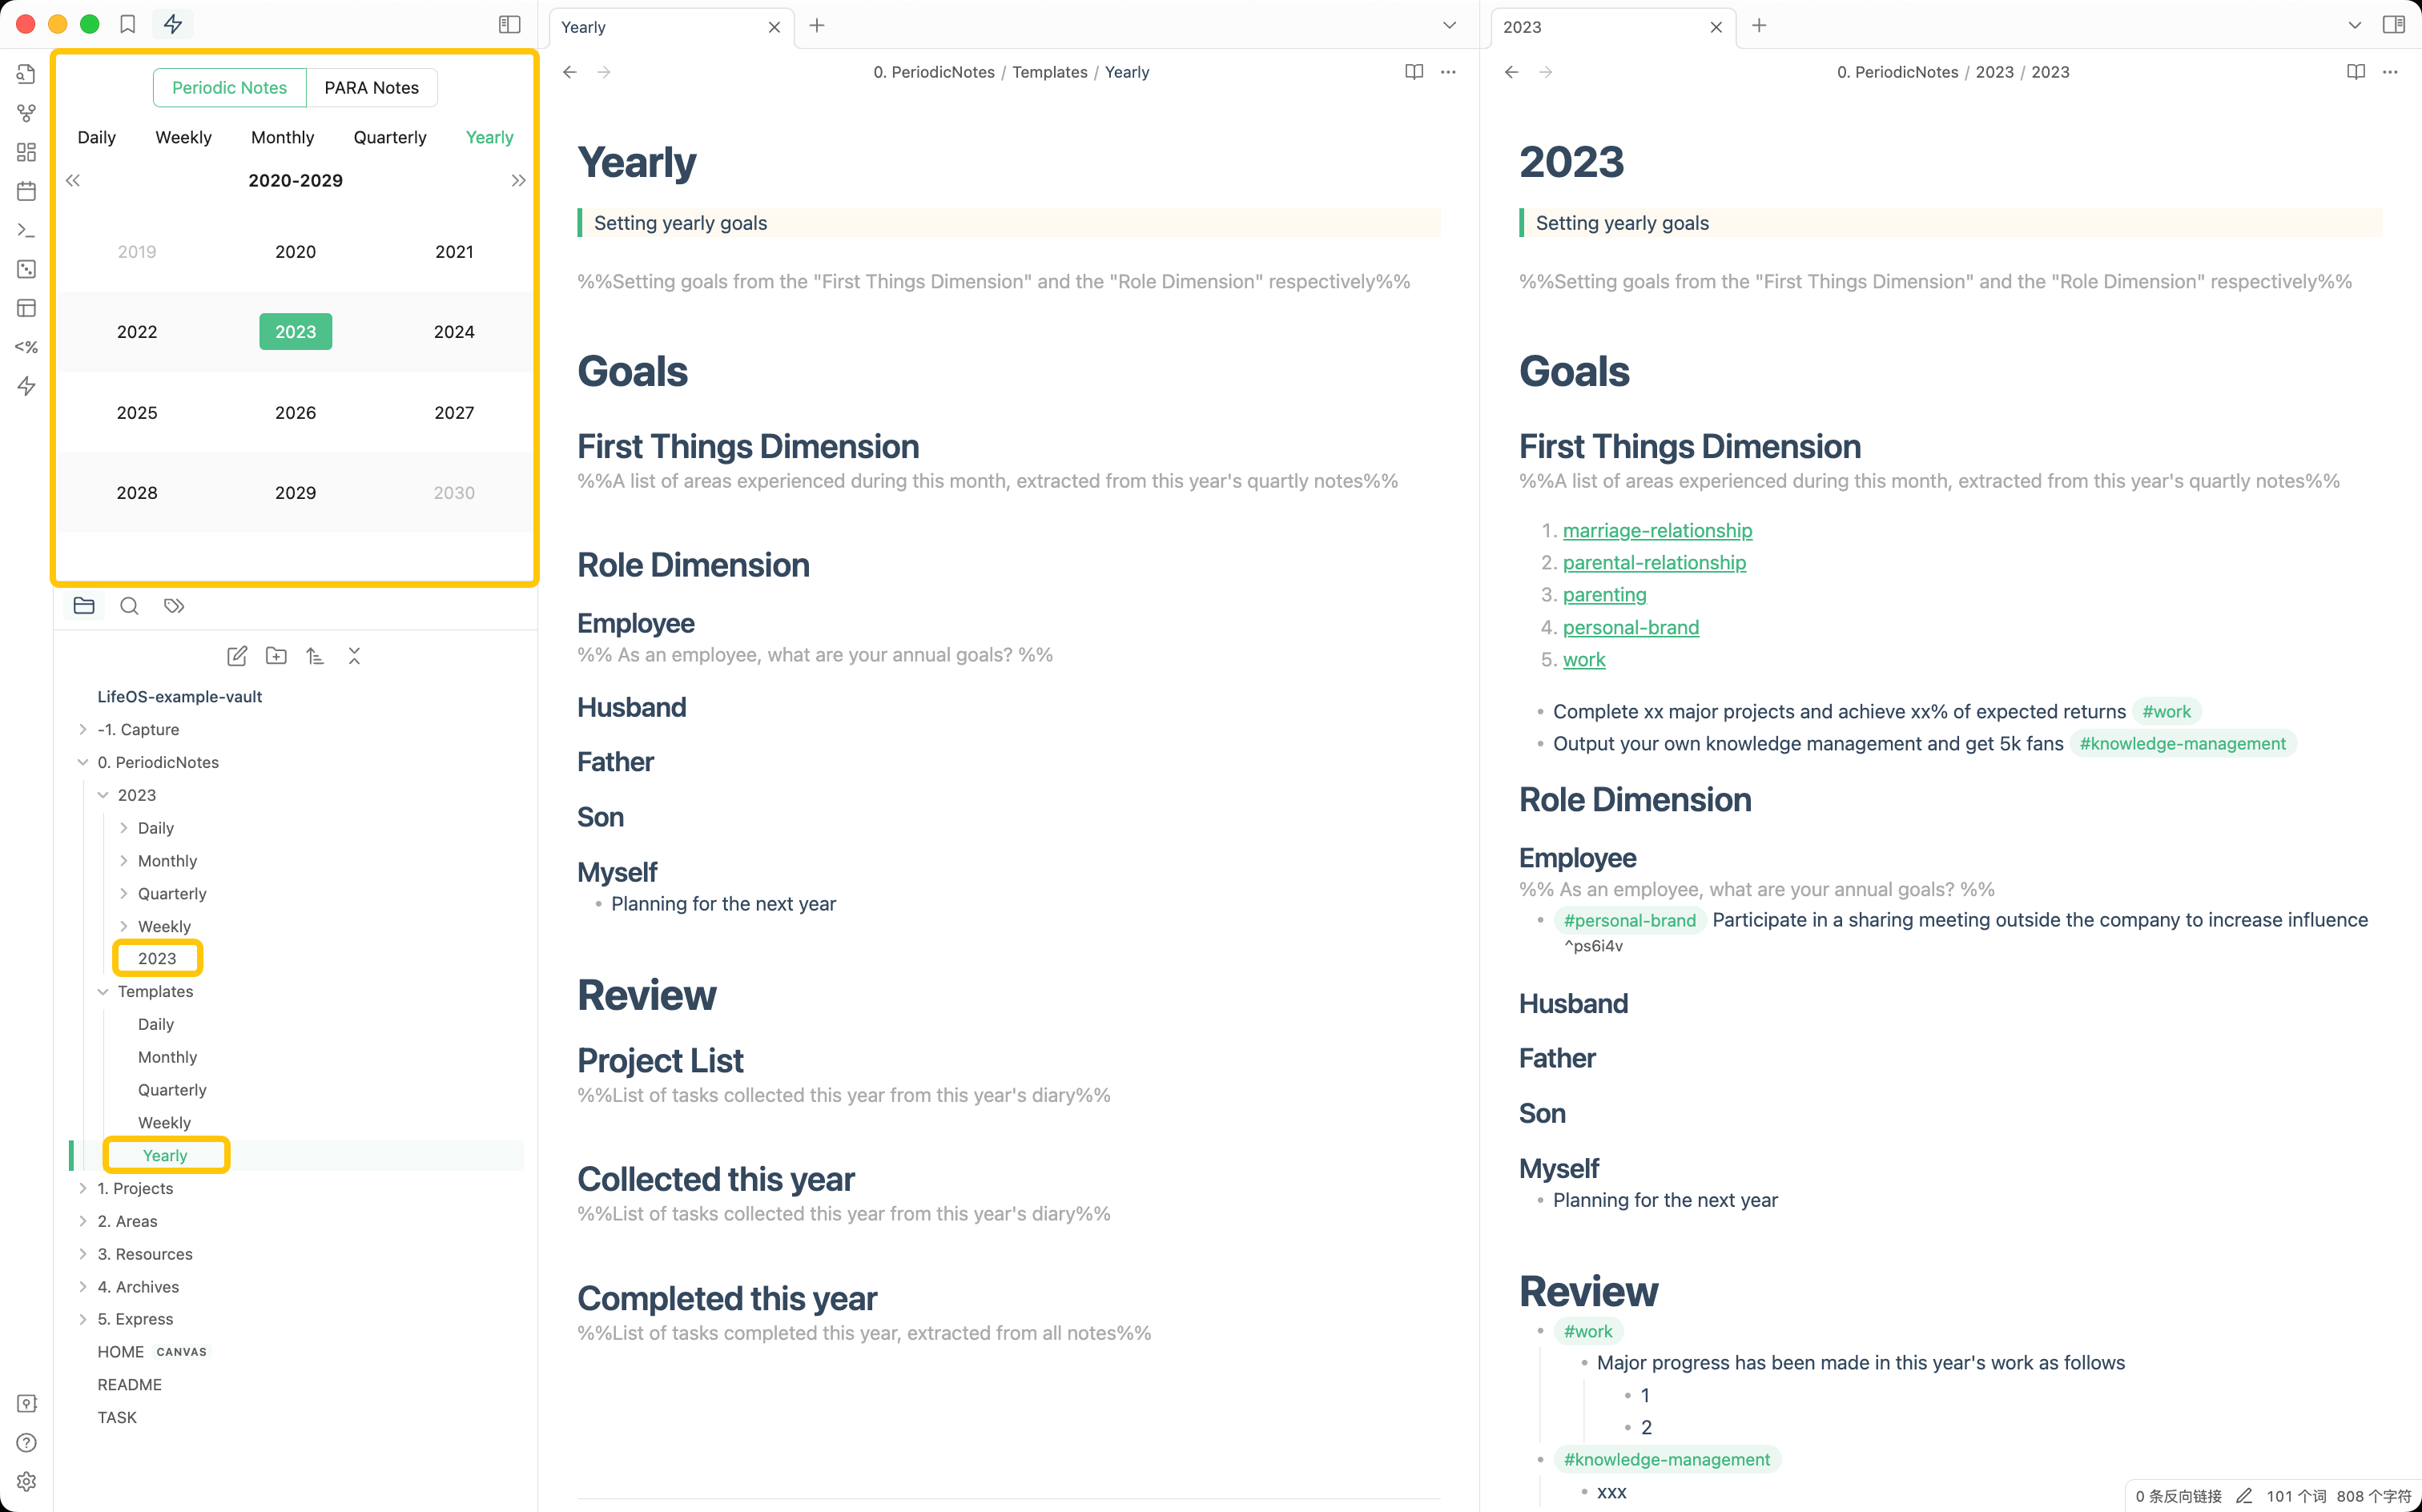 Periodic Notes
PARA Notes
Daily
Weekly
Monthly
Quarterly
Yearly
2020-2029
2019
2020
2021
2022
2023
2024
2025
2026
2027
2028
2029
2030
LifeOS-example-vault
-1. Capture
0. PeriodicNotes
2023
Daily
Monthly
Quarterly
Weekly
2023
Templates
Daily
Monthly
Quarterly
Weekly
Yearly
1. Projects
2. Areas
3. Resources
4. Archives
5. Express
HOME CANVAS
README
TASK
<%
Yearly
0. PeriodicNotes / Templates / Yearly
Yearly
Setting yearly goals
%%Setting goals from the "First Things Dimension" and the "Role Dimension" respectively%%
Goals
First Things Dimension
%%A list of areas experienced during this month, extracted from this year's quartly notes%%
Role Dimension
Employee
%% As an employee, what are your annual goals? %%
Husband
Father
Son
Myself
Planning for the next year
Review
Project List
%%List of tasks collected this year from this year's diary%%
Collected this year
%%List of tasks collected this year from this year's diary%%
Completed this year
%%List of tasks completed this year, extracted from all notes%%
2023
0. PeriodicNotes / 2023 / 2023
2023
Setting yearly goals
%%Setting goals from the "First Things Dimension" and the "Role Dimension" respectively%%
Goals
First Things Dimension
%%A list of areas experienced during this month, extracted from this year's quartly notes%%
1. marriage-relationship
2. parental-relationship
3. parenting
4. personal-brand
5. work
Complete xx major projects and achieve xx% of expected returns #work
Output your own knowledge management and get 5k fans #knowledge-management
Role Dimension
Employee
%% As an employee, what are your annual goals? %%
#personal-brand Participate in a sharing meeting outside the company to increase influence
^ps6i4v
Husband
Father
Son
Myself
Planning for the next year
Review
#work
Major progress has been made in this year's work as follows
1
2
#knowledge-management
xxx
0 条反向链接 101 个词 808 个字符